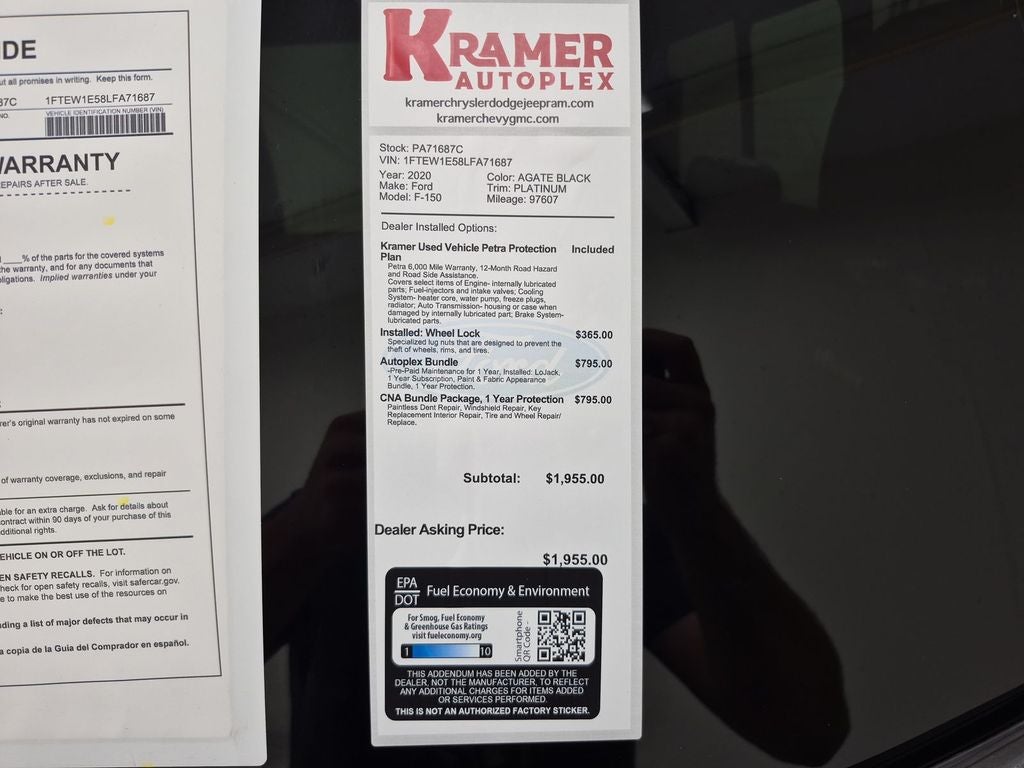 IDE
ut all promises in writing. Keep this form.
87C 1FTEW1E58LFA71687
NO. VEHICLE IDENTIFICATION NUMBER (VIN)
WARRANTY
REPAIRS AFTER SALE.
% of the parts for the covered systems
the warranty, and for any documents that
bligations. Implied warranties under your
rer's original warranty has not expired on some
of warranty coverage, exclusions, and repair
ble for an extra charge. Ask for details about
ontract within 90 days of your purchase of this
dditional rights.
EHICLE ON OR OFF THE LOT.
EN SAFETY RECALLS. For information on
heck for open safety recalls, visit safercar.gov.
e to make the best use of the resources on
ding a list of major defects that may occur in
a copia de la Guia del Comprador en español.
KRAMER
AUTOPLEX
kramerchryslerdodgejeepram.com
kramerchevygmc.com
Stock: PA71687C
VIN: 1FTEW1E58LFA71687
Year: 2020 Color: AGATE BLACK
Make: Ford Trim: PLATINUM
Model: F-150 Mileage: 97607
Dealer Installed Options:
Kramer Used Vehicle Petra Protection Included
Plan
Petra 6,000 Mile Warranty, 12-Month Road Hazard
and Road Side Assistance.
Covers select items of Engine- internally lubricated
parts; Fuel-injectors and intake valves; Cooling
System- heater core, water pump, freeze plugs,
radiator; Auto Transmission- housing or case when
damaged by internally lubricated part; Brake System-
lubricated parts.
Installed: Wheel Lock $365.00
Specialized lug nuts that are designed to prevent the
theft of wheels, rims, and tires.
Autoplex Bundle $795.00
-Pre-Paid Maintenance for 1 Year, Installed: LoJack,
1 Year Subscription, Paint & Fabric Appearance
Bundle, 1 Year Protection.
CNA Bundle Package, 1 Year Protection $795.00
Paintless Dent Repair, Windshield Repair, Key
Replacement Interior Repair, Tire and Wheel Repair/
Replace.
Subtotal: $1,955.00
Dealer Asking Price:
$1,955.00
EPA
DOT Fuel Economy & Environment
For Smog, Fuel Economy
& Greenhouse Gas Ratings
visit fueleconomy.org
1 10
Smartphone
QR Code -
THIS ADDENDUM HAS BEEN ADDED BY THE
DEALER, NOT THE MANUFACTURER, TO REFLECT
ANY ADDITIONAL CHARGES FOR ITEMS ADDED
OR SERVICES PERFORMED.
THIS IS NOT AN AUTHORIZED FACTORY STICKER.